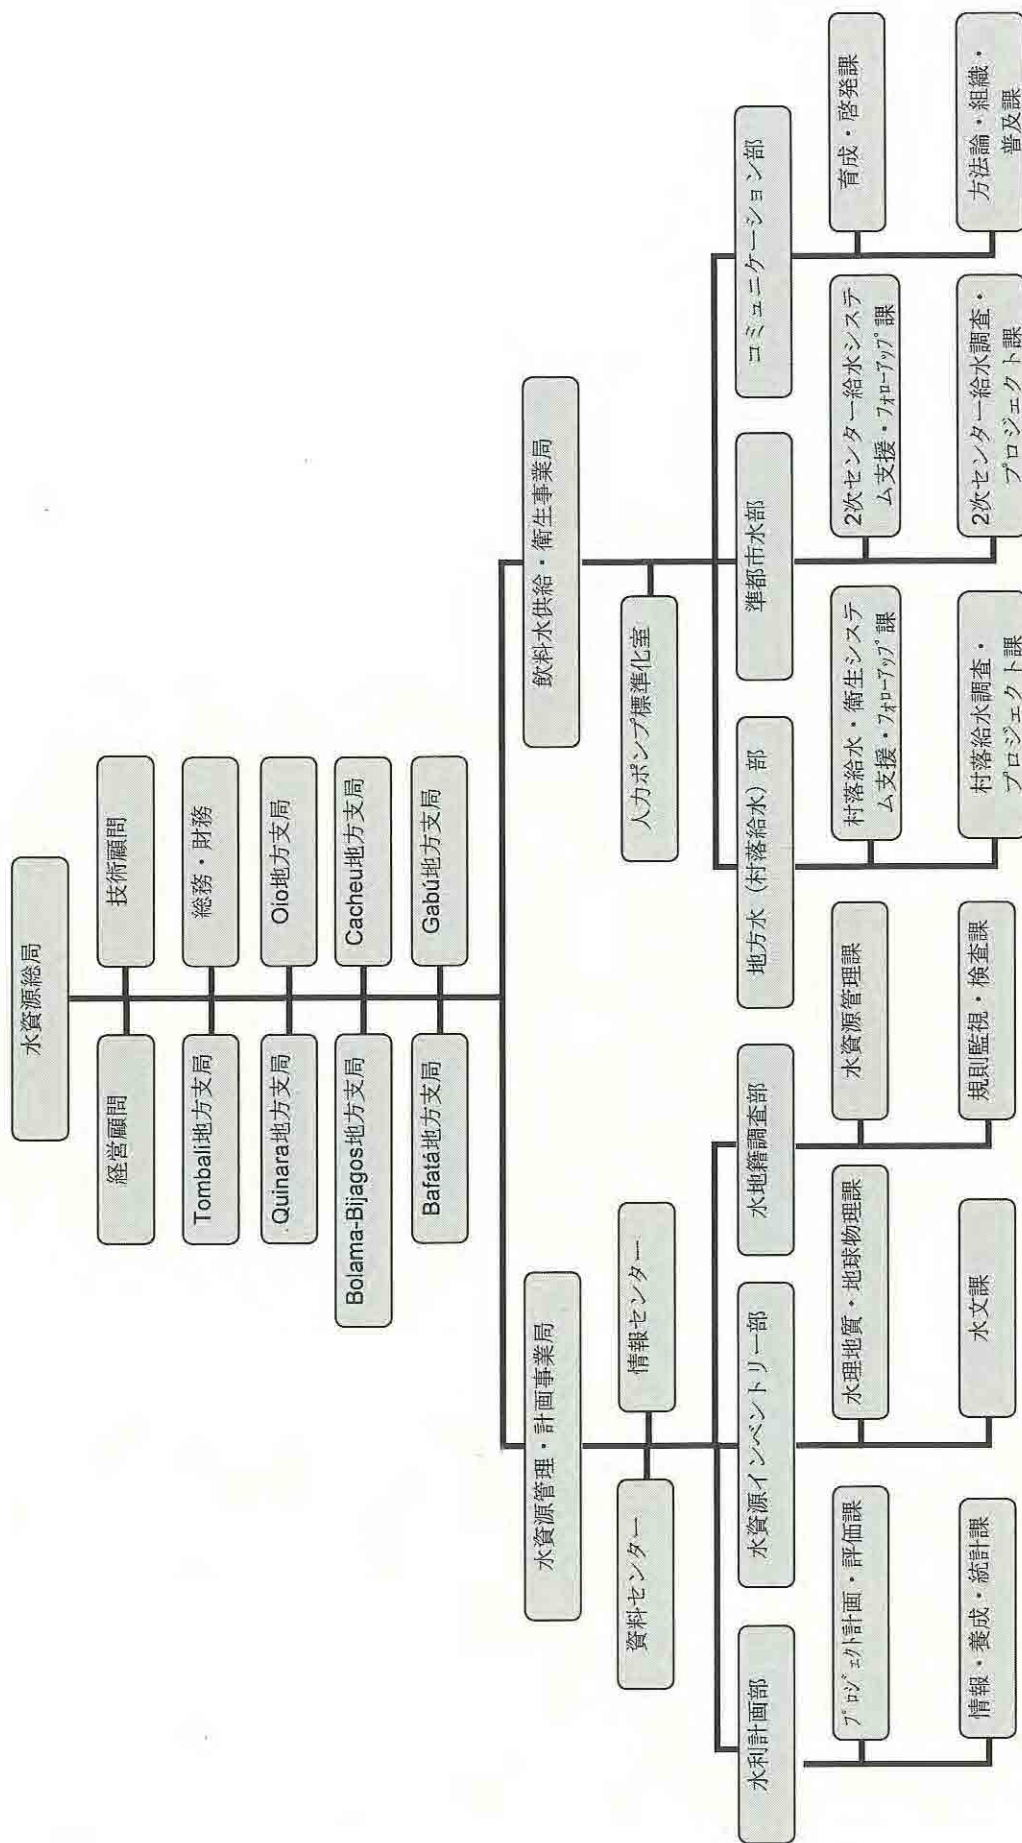 水資源総局
経営顧問
技術顧問
Tombali地方支局
総務・財務
Quinara地方支局
Oio地方支局
Bolama-Bijagos地方支局
Cacheu地方支局
Bafatá地方支局
Gabú地方支局
水資源管理・計画事業局
飲料水供給・衛生事業局
資料センター
情報センター
人力ポンプ標準化室
水利計画部
水資源インベントリー部
水地籍調査部
地方水（村落給水）部
準都市水部
コミュニケーション部
プロジェクト計画・評価課
水理地質・地球物理課
水資源管理課
村落給水・衛生システ
ム支援・フォローアップ課
2次センター給水システ
ム支援・フォローアップ課
育成・啓発課
情報・養成・統計課
水文課
規則監視・検査課
村落給水調査・
プロジェクト課
2次センター給水調査・
プロジェクト課
方法論・組織・
普及課